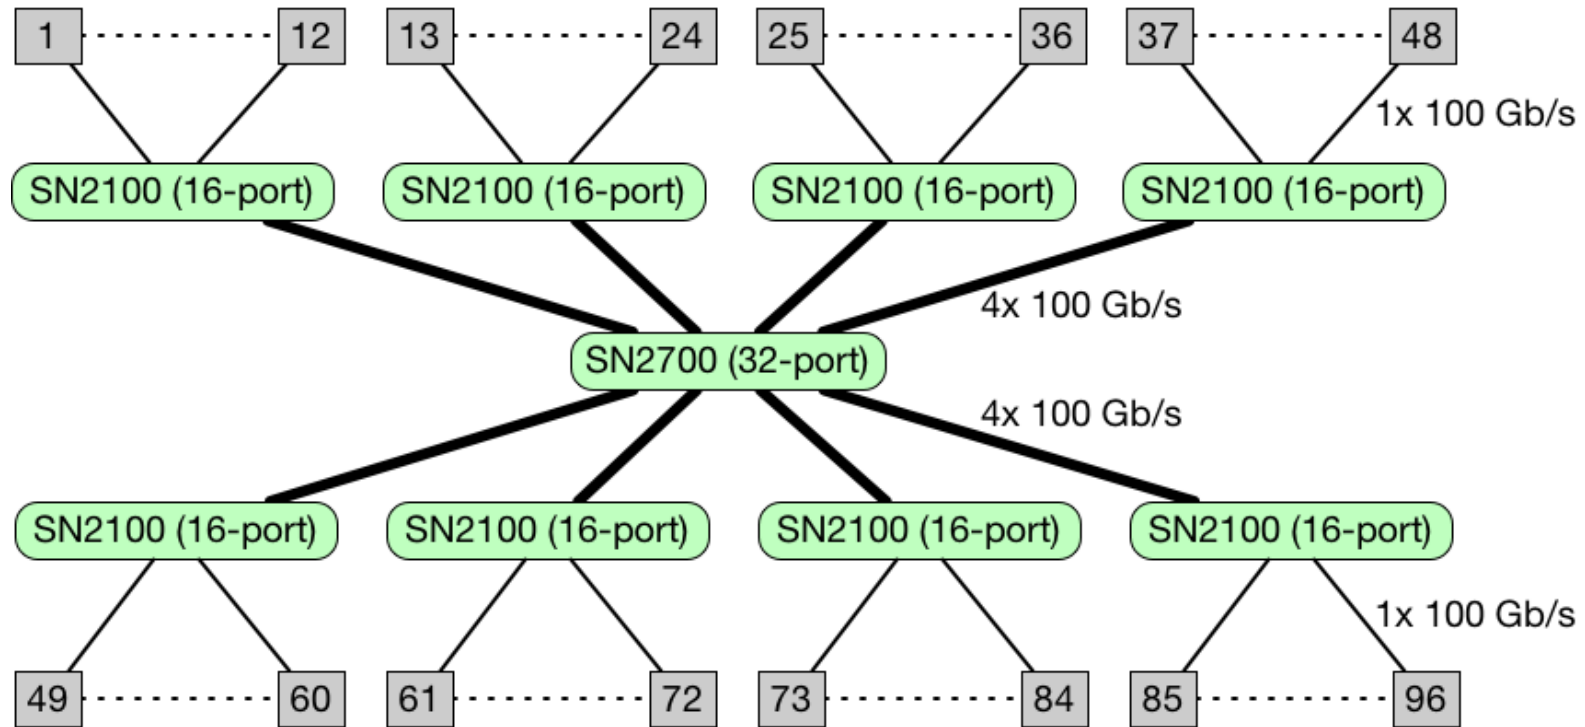 1 12 13 24 25 36 37 48
1x 100 Gb/s
SN2100 (16-port) SN2100 (16-port) SN2100 (16-port) SN2100 (16-port)
4x 100 Gb/s
SN2700 (32-port)
4x 100 Gb/s
SN2100 (16-port) SN2100 (16-port) SN2100 (16-port) SN2100 (16-port)
1x 100 Gb/s
49 60 61 72 73 84 85 96